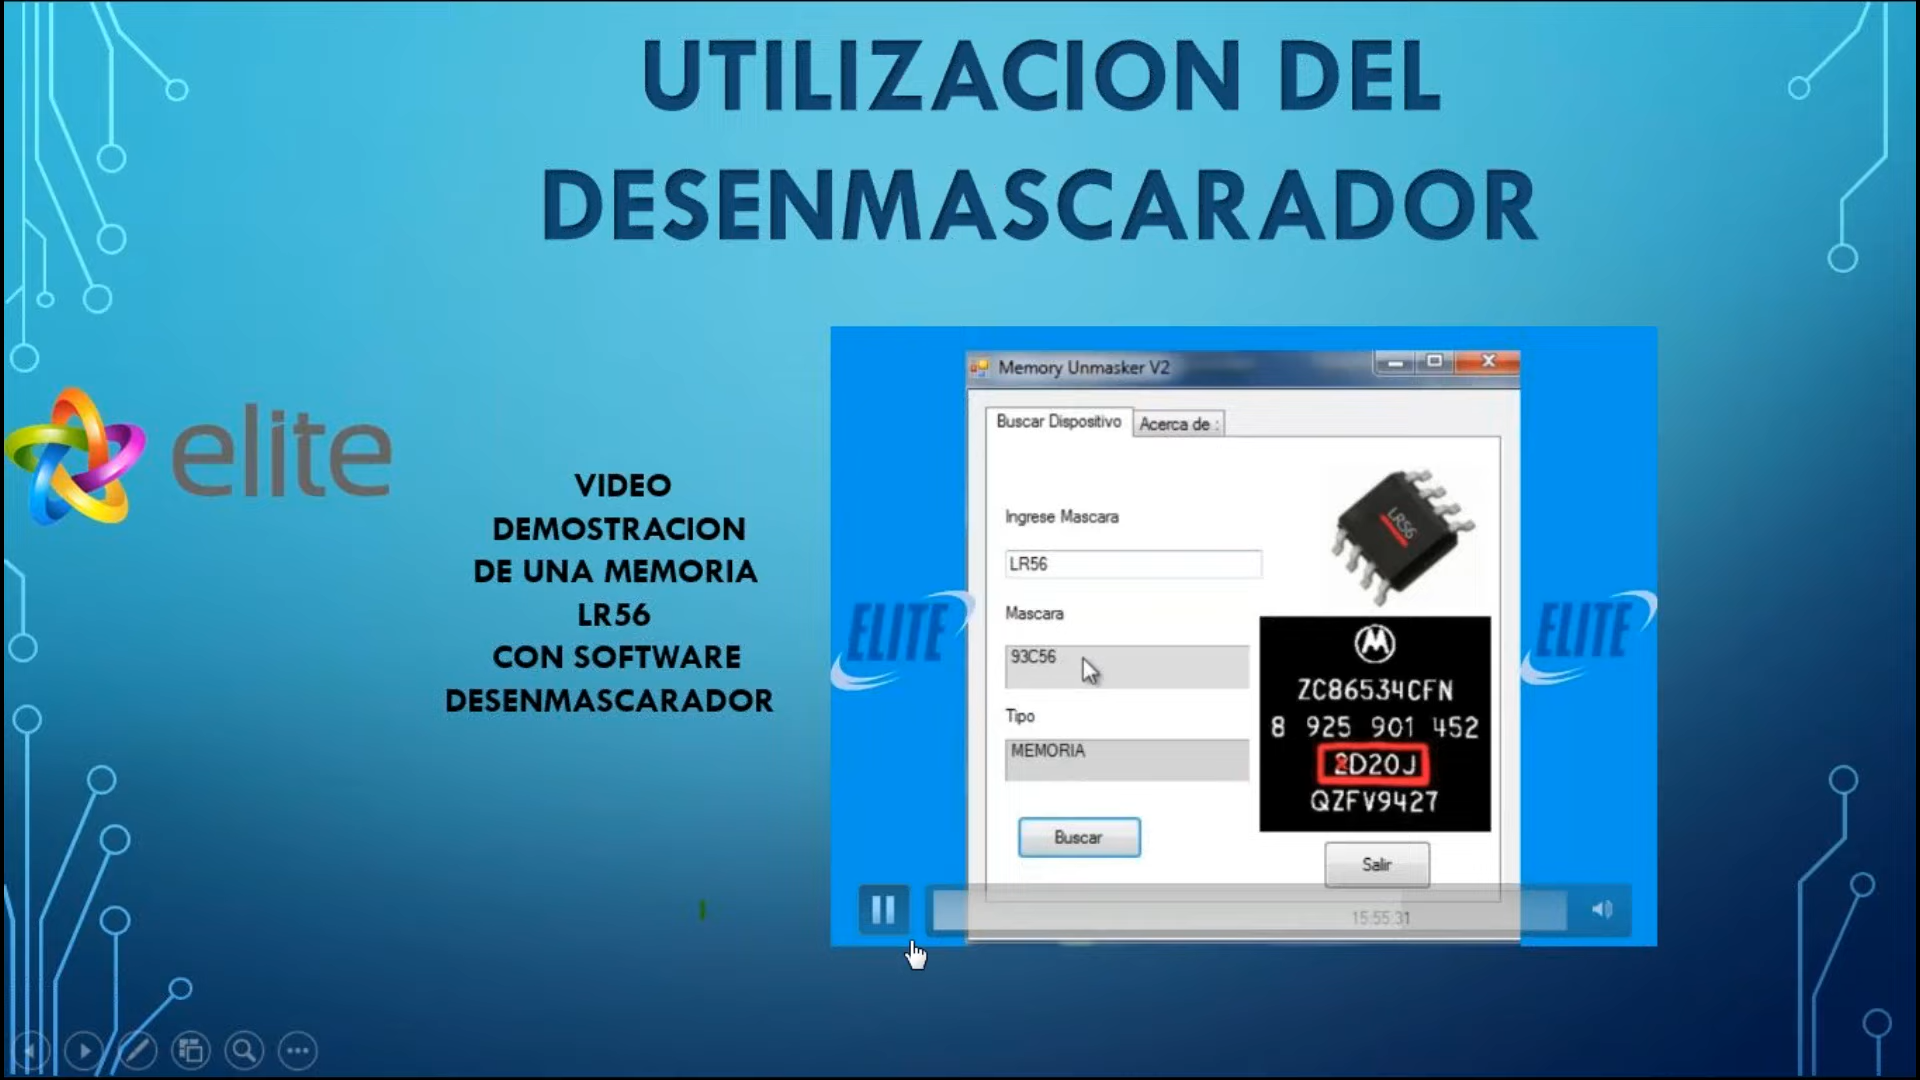 UTILIZACION DEL
DESENMASCARADOR
elite
VIDEO
DEMOSTRACION
DE UNA MEMORIA
LR56
CON SOFTWARE
DESENMASCARADOR
Memory Unmasker V2
Buscar Dispositivo
Acerca de :
Ingrese Mascara
LR56
LR56
Mascara
93C56
ELITE
ELITE
ZC86534CFN
8 925 901 452
2D20J
QZFV9427
Tipo
MEMORIA
Buscar
Salir
15:55:31